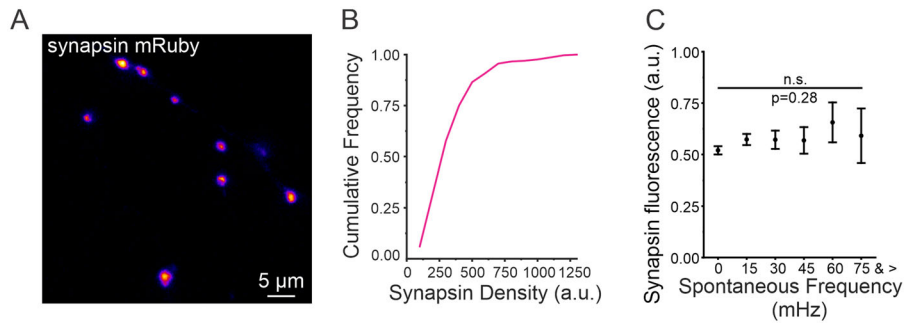 A
synapsin mRuby
5 µm
B
Cumulative Frequency
1.00
0.75
0.50
0.25
0.00
0 250 500 750 1000 1250
Synapsin Density (a.u.)
C
Synapsin fluorescence (a.u.)
1.00
0.75
0.50
0.25
0.00
n.s.
p=0.28
0 15 30 45 60 75 & >
Spontaneous Frequency
(mHz)